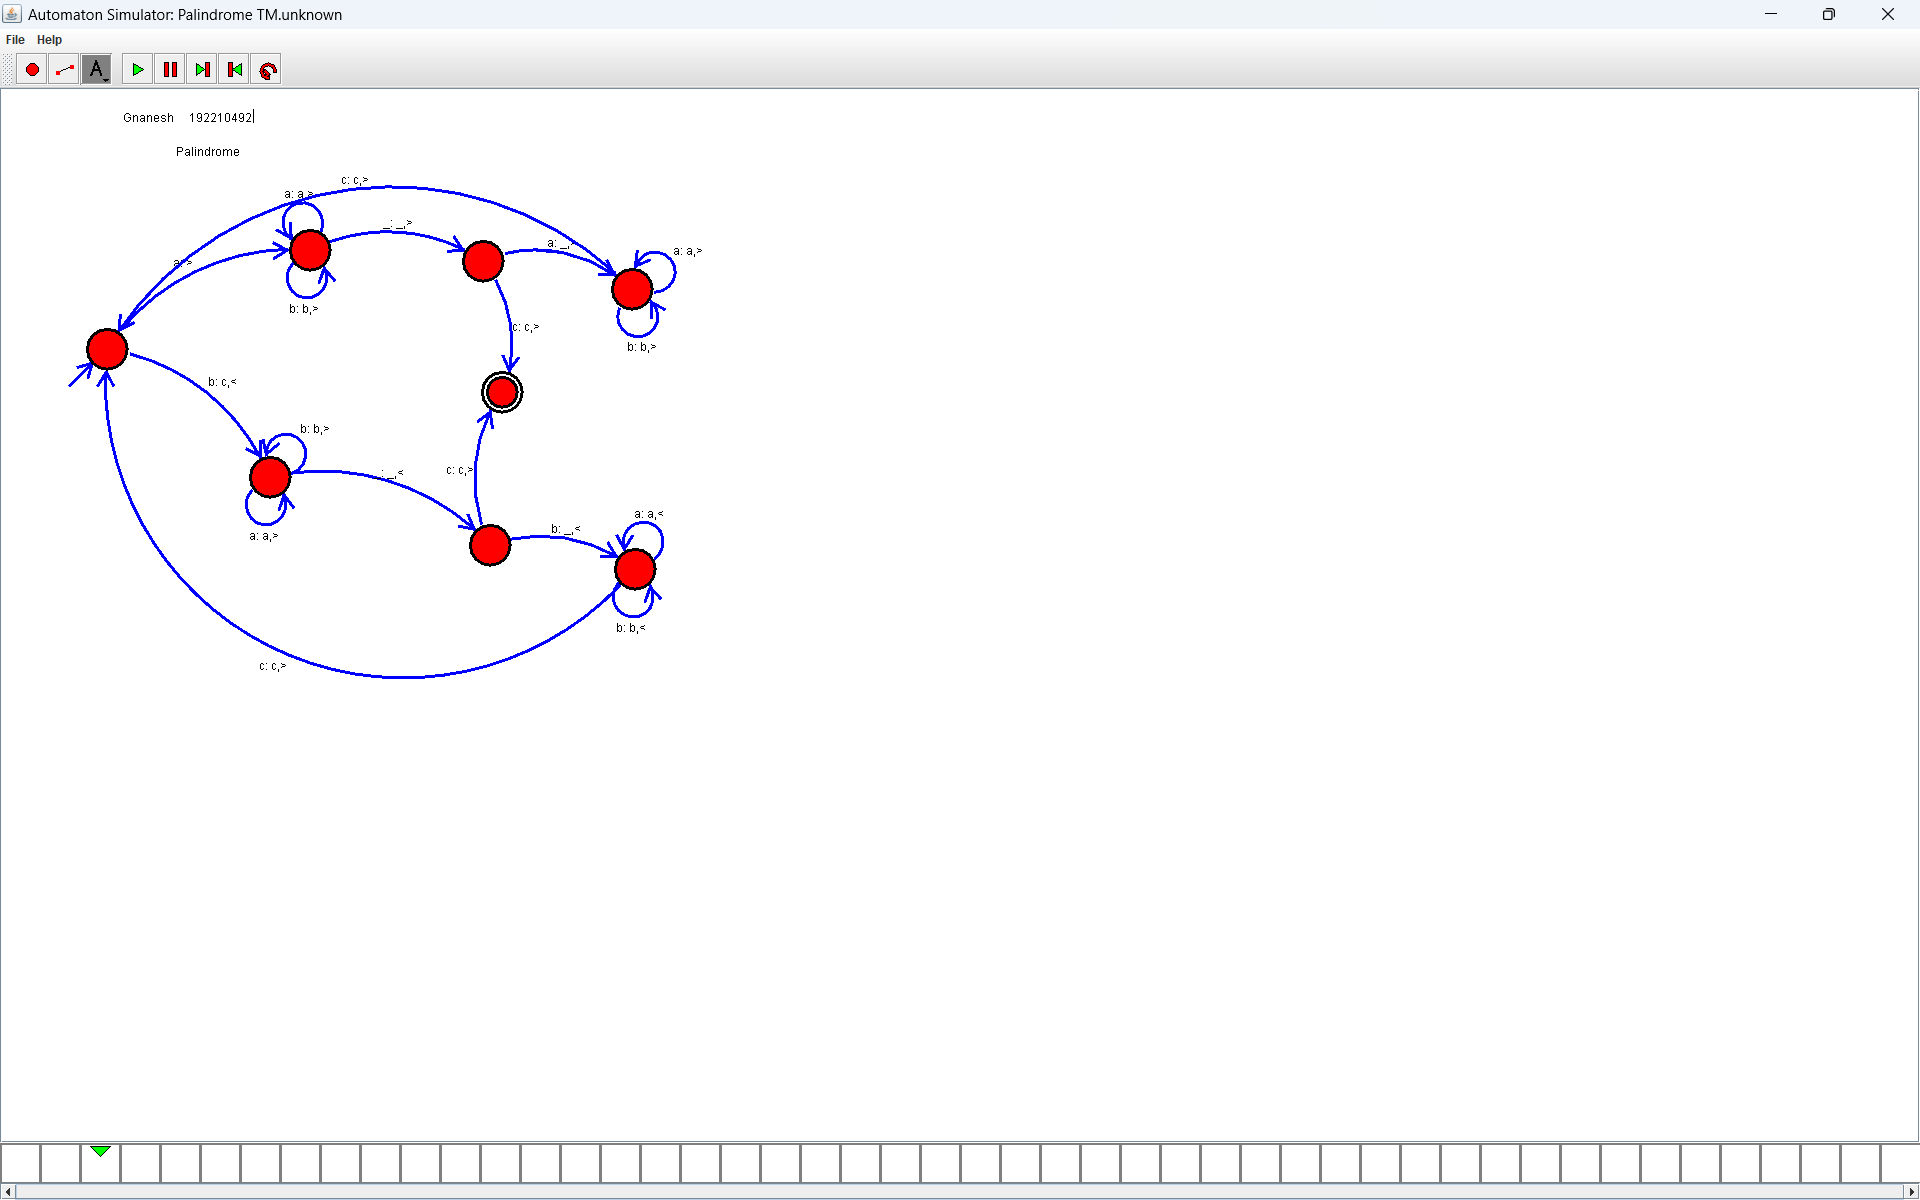 Automaton Simulator: Palindrome TM.unknown
File Help
A
Gnanesh 192210492
Palindrome
c: c,>
a: a,>
_: _,>
a: _,
a: a,>
b: b,>
c: c,>
b: b,>
b: c,<
b: b,>
_,<
c: c,>
a: a,>
b: _,<
a: a,<
b: b,<
c: c,>